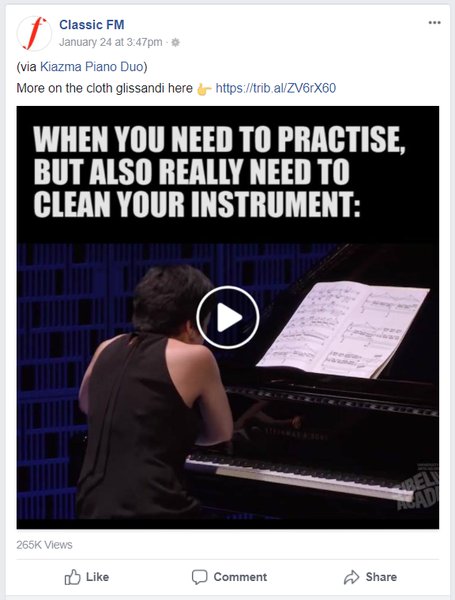 Classic FM
January 24 at 3:47pm ·
(via Kiazma Piano Duo)
More on the cloth glissandi here 👉 https://trib.al/ZV6rX60
WHEN YOU NEED TO PRACTISE,
BUT ALSO REALLY NEED TO
CLEAN YOUR INSTRUMENT:
STEINWAY & SONS
ACADEMY
265K Views
Like
Comment
Share